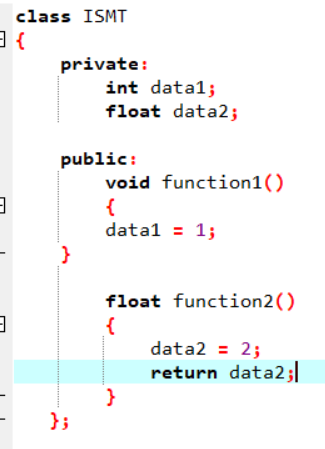 class ISMT
{
private:
int data1;
float data2;
public:
void function1()
{
data1 = 1;
}
float function2()
{
data2 = 2;
return data2;
}
};